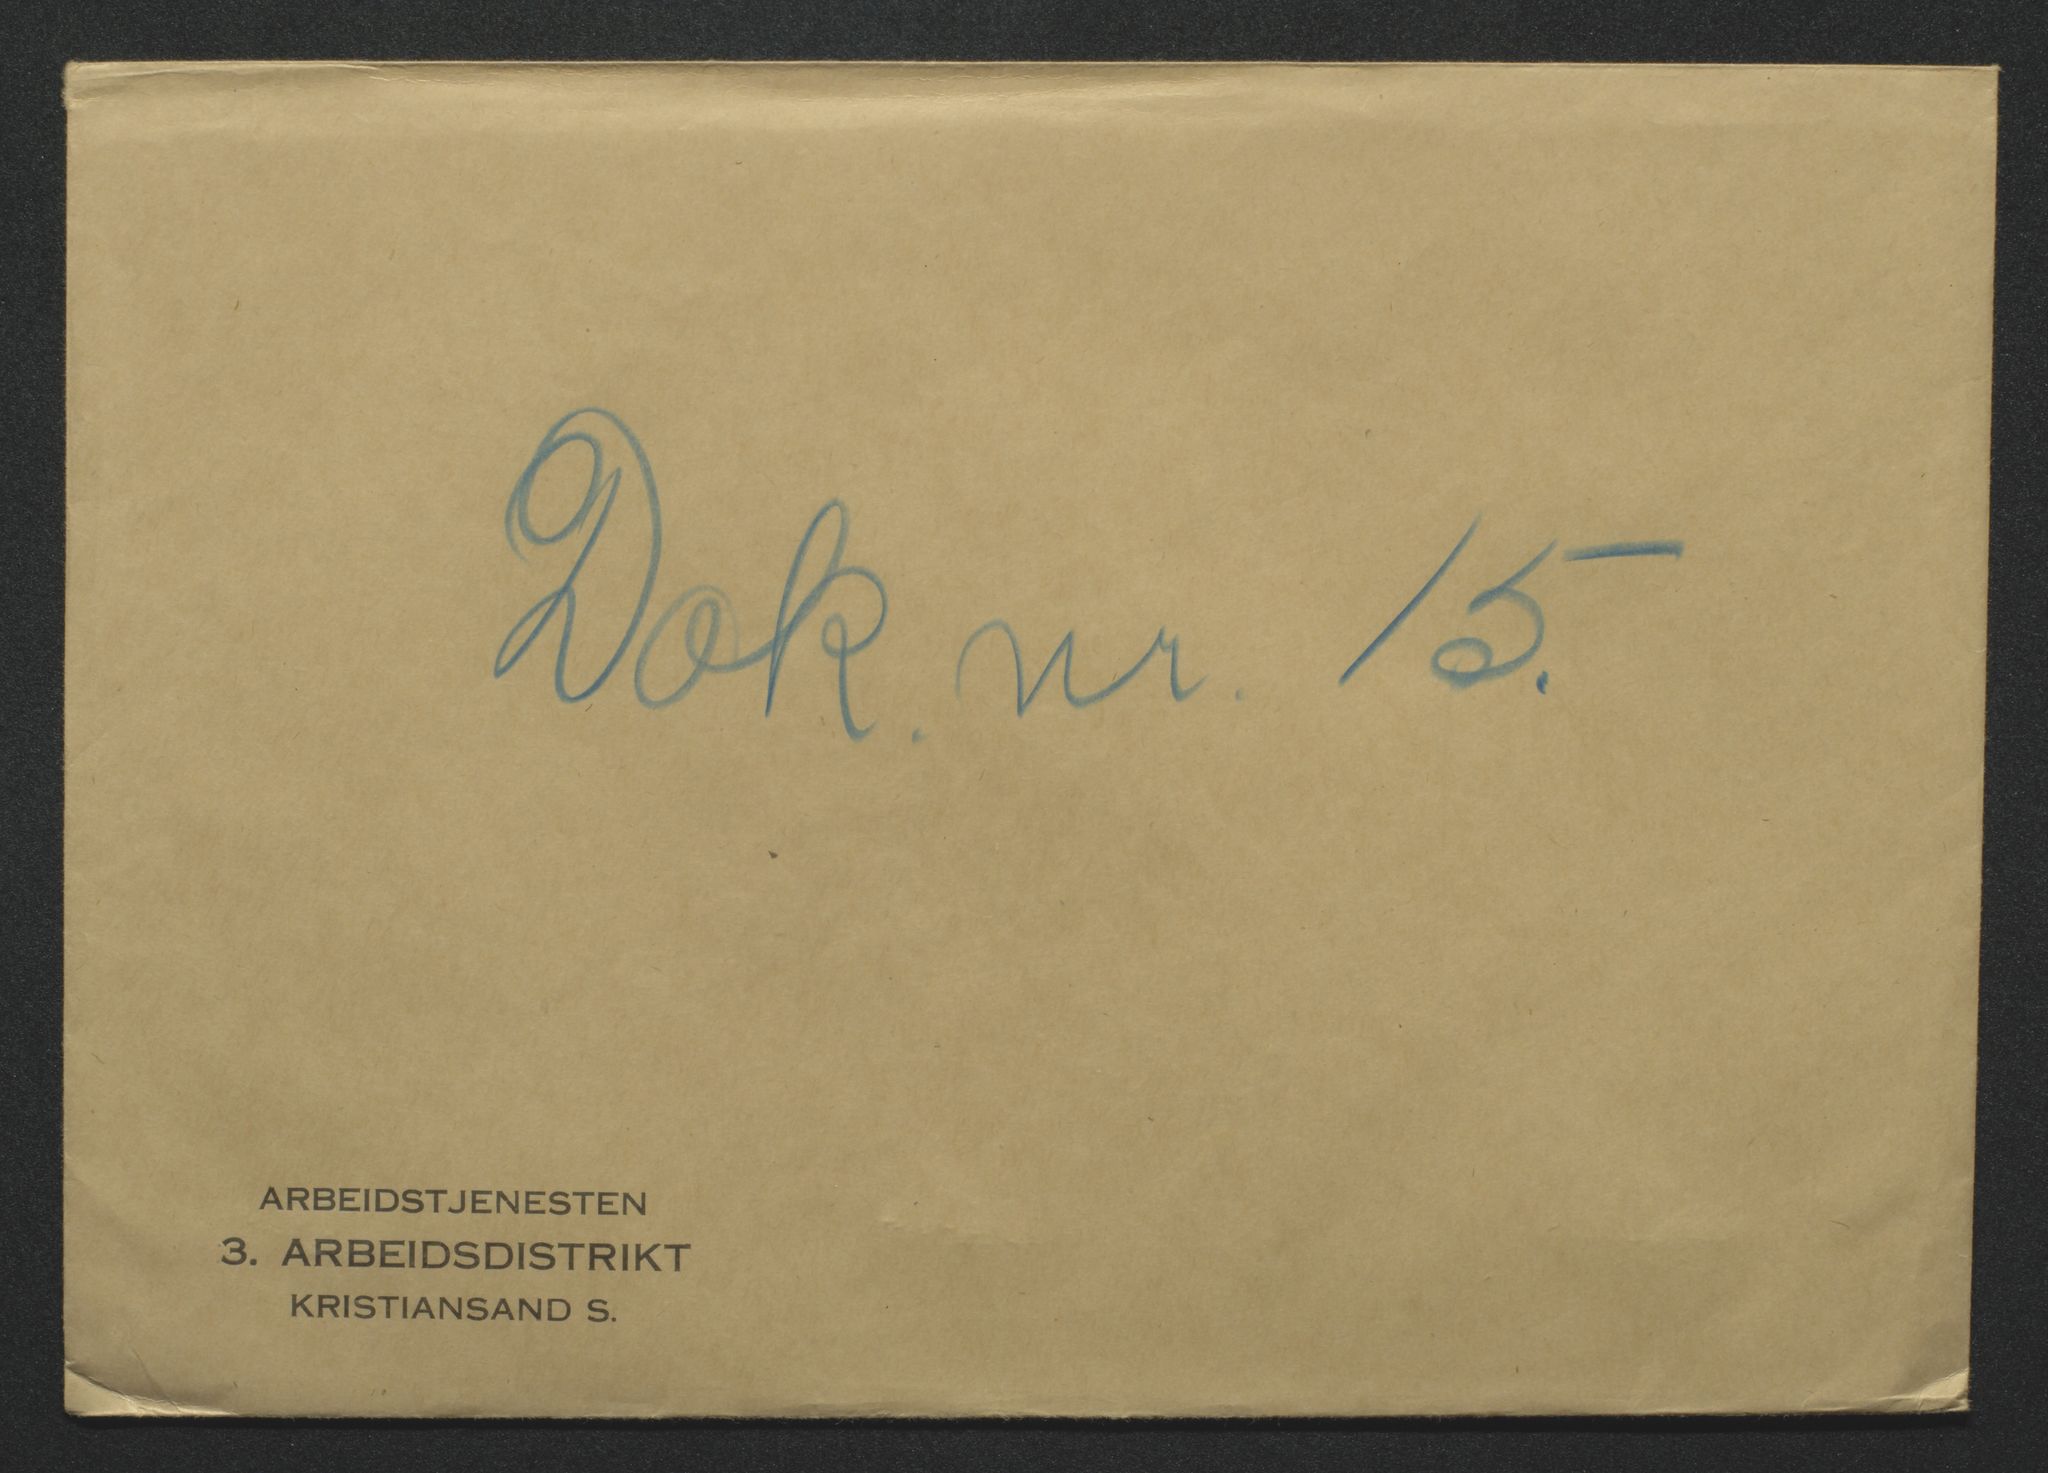 Dok. nr. 15.
ARBEIDSTJENESTEN
3. ARBEIDSDISTRIKT
KRISTIANSAND S.